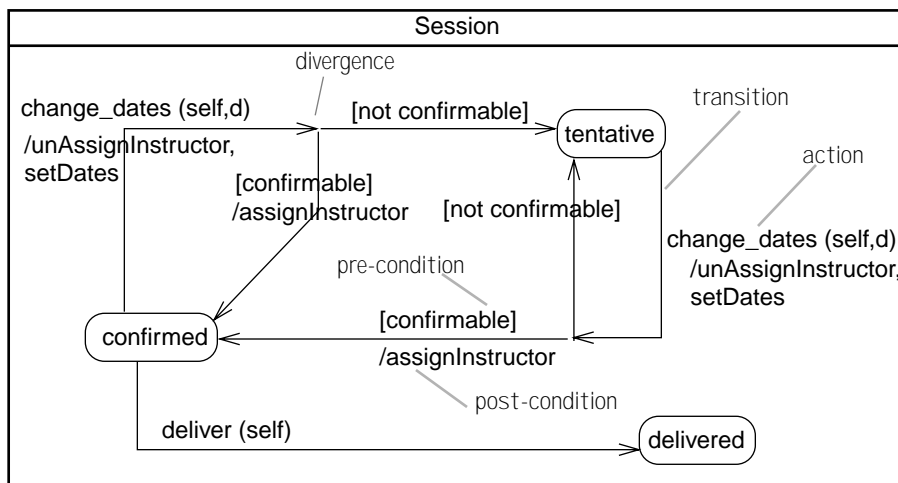 Session
divergence
change_dates (self,d)
[not confirmable]
transition
/unAssignInstructor,
setDates
tentative
action
[confirmable]
/assignInstructor
[not confirmable]
change_dates (self,d)
/unAssignInstructor,
setDates
pre-condition
confirmed
[confirmable]
/assignInstructor
post-condition
deliver (self)
delivered